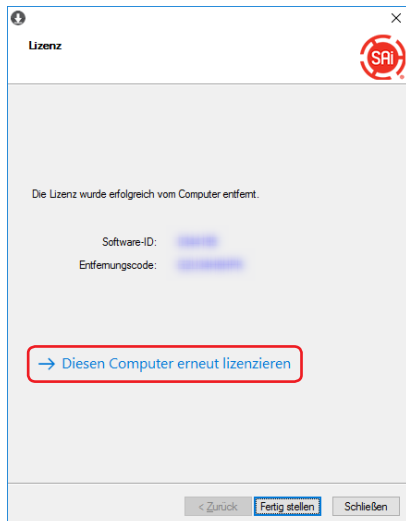 Lizenz
SAi
Die Lizenz wurde erfolgreich vom Computer entfernt.
Software-ID:
Entfernungscode:
→ Diesen Computer erneut lizenzieren
< Zurück Fertig stellen Schließen